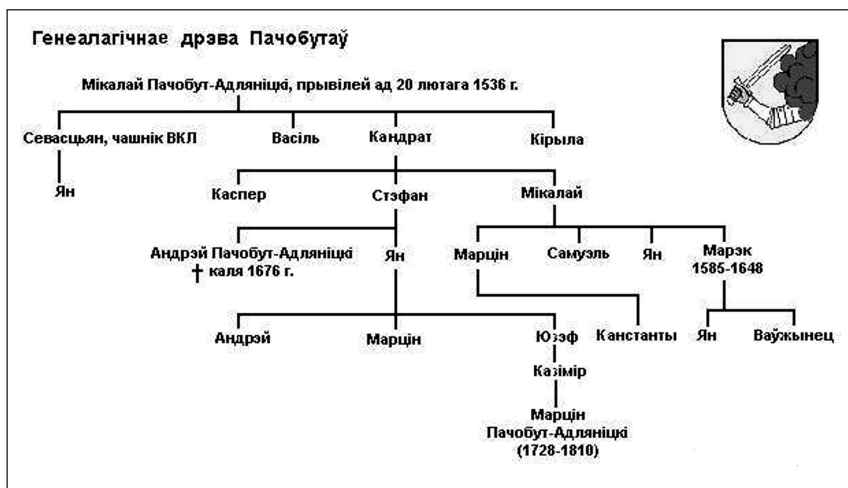 Генеалагічнае дрэва Пачобутаў
Мікалай Пачобут-Адляніцкі, прывілей ад 20 лютага 1536 г.
Севасцьян, чашнік ВКЛ Васіль Кандрат Кірыла
Ян Каспер Стэфан Мікалай
Андрэй Пачобут-Адляніцкі Ян Марцін Самуэль Ян Марэк
✝ каля 1676 г. 1585-1648
Андрэй Марцін Юзэф Канстанты Ян Ваўжынец
Казімір
Марцін
Пачобут-Адляніцкі
(1728-1810)